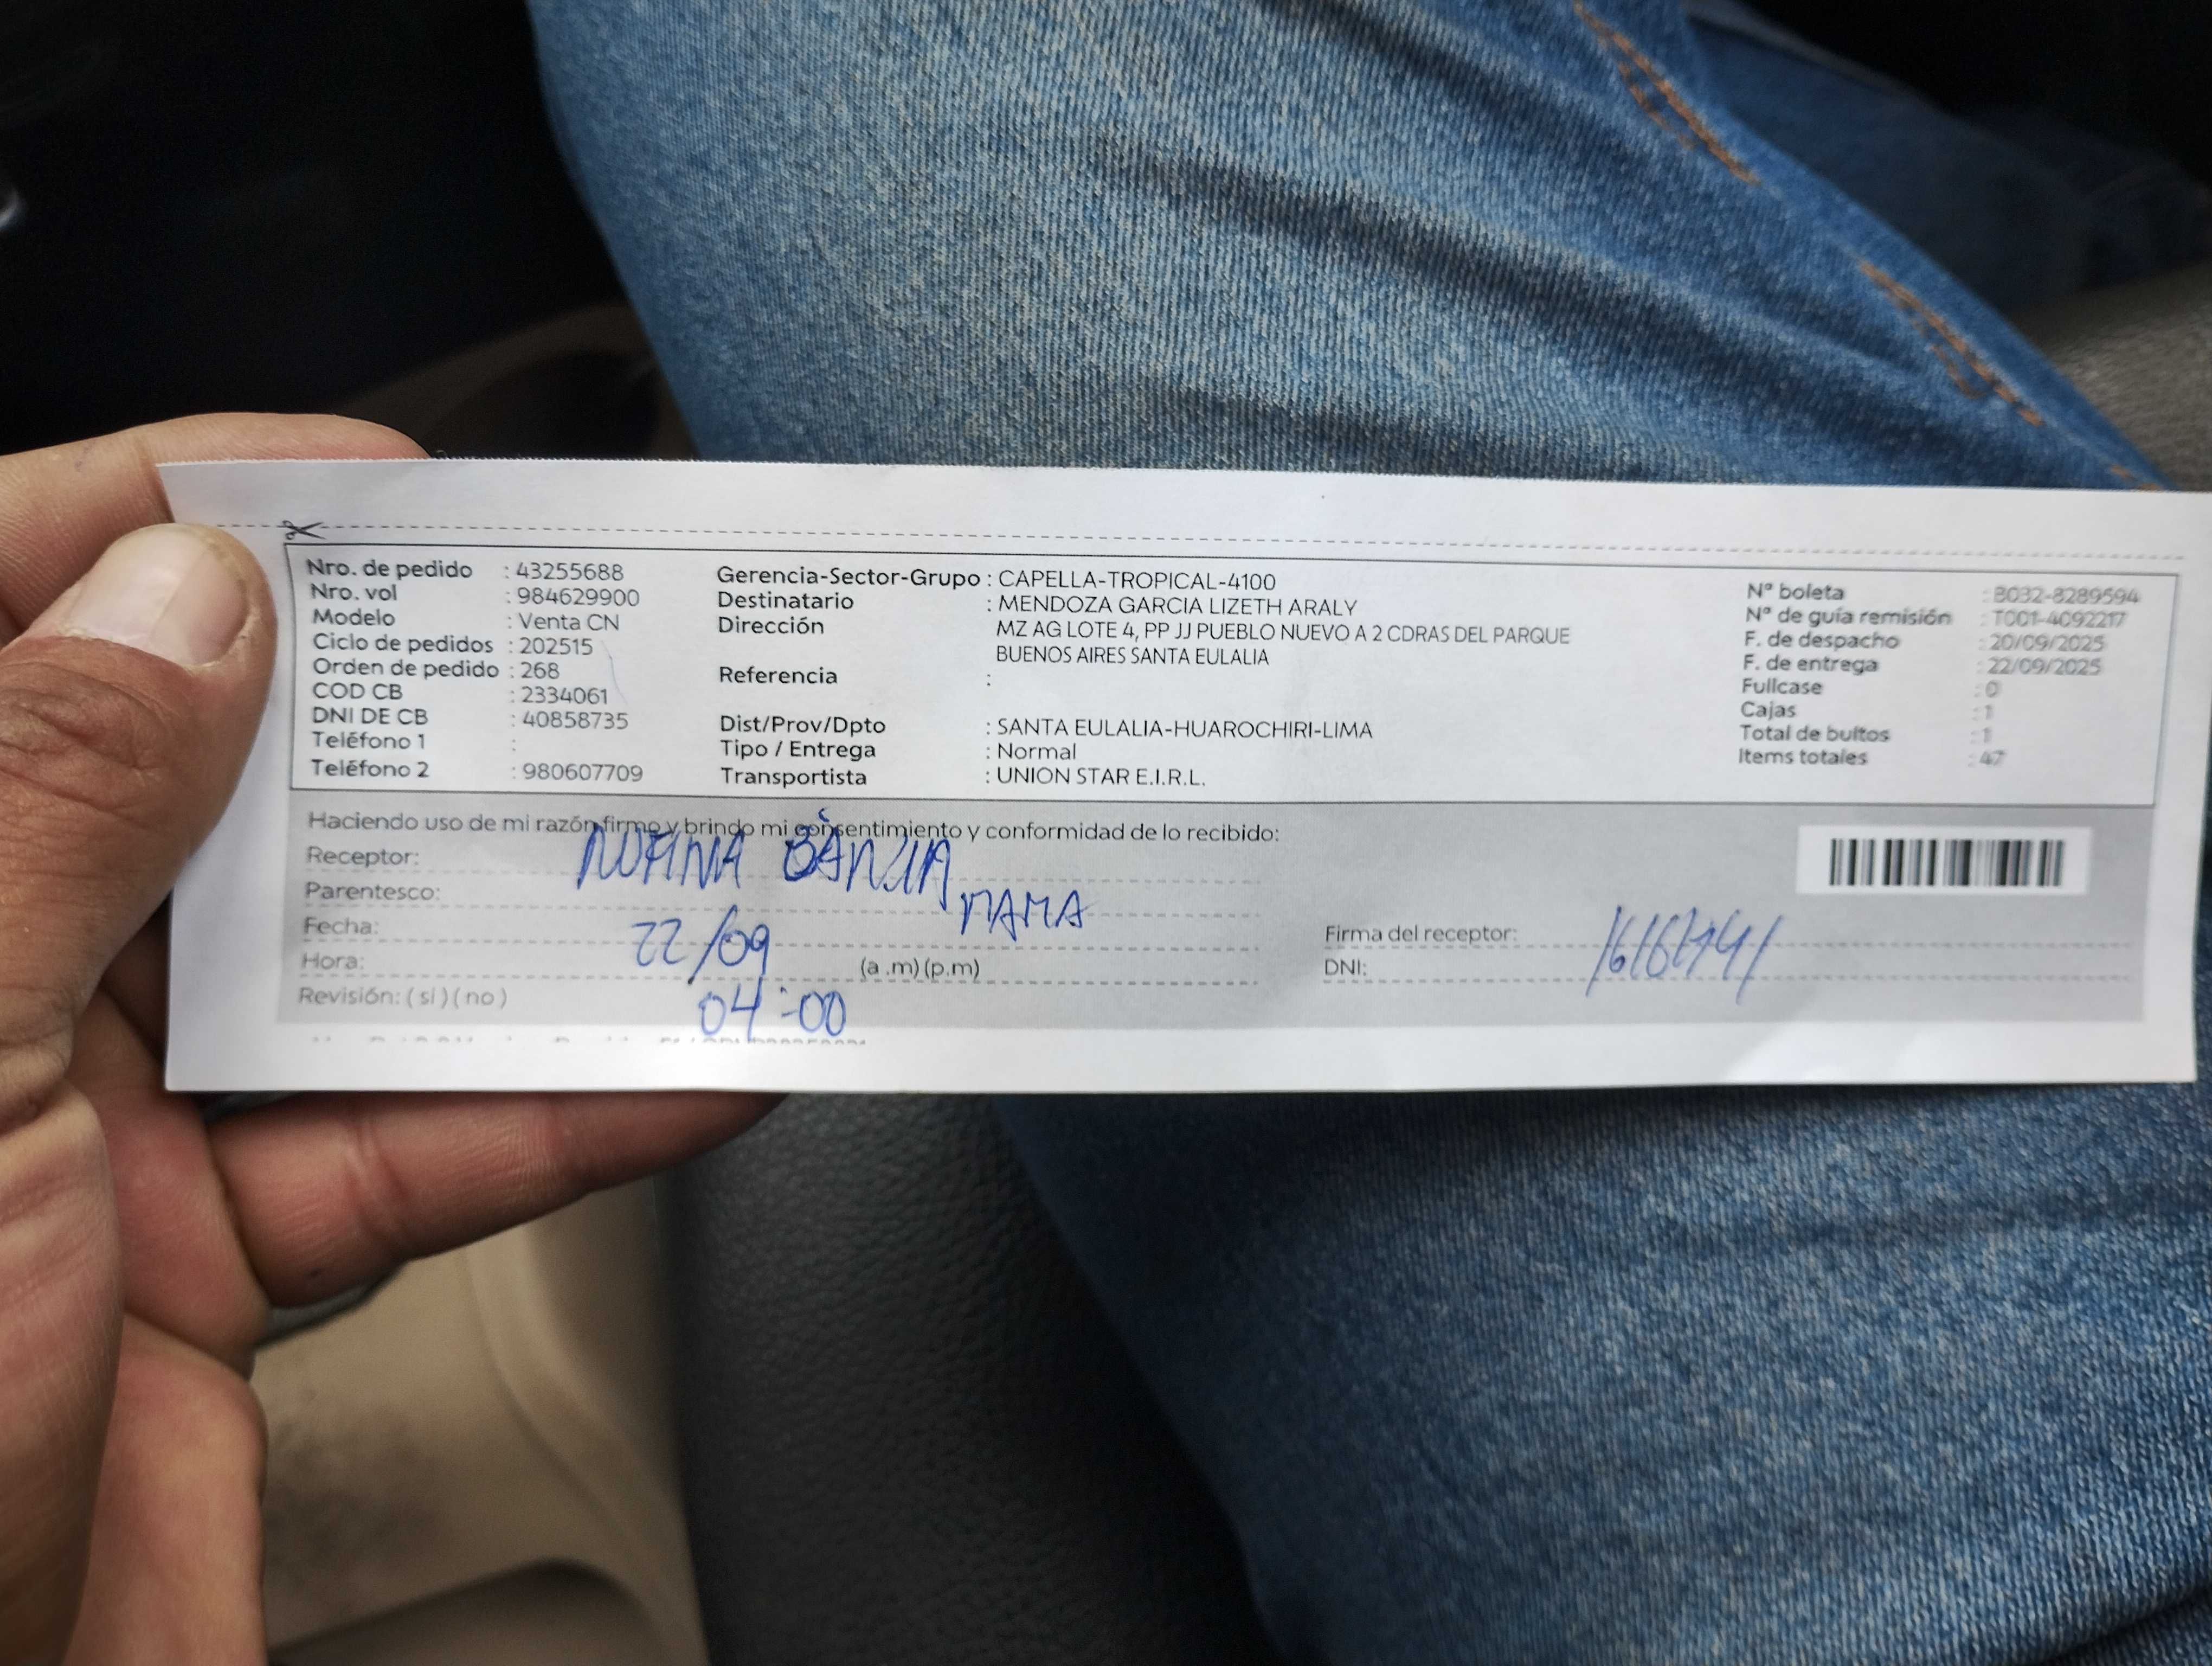 Nro. de pedido : 43255688
Nro. vol : 984629900
Modelo : Venta CN
Ciclo de pedidos : 202515
Orden de pedido : 268
COD CB : 2334061
DNI DE CB : 40858735
Teléfono 1 :
Teléfono 2 : 980607709
Gerencia-Sector-Grupo : CAPELLA-TROPICAL-4100
Destinatario : MENDOZA GARCIA LIZETH ARALY
Dirección MZ AG LOTE 4, PP JJ PUEBLO NUEVO A 2 CDRAS DEL PARQUE
BUENOS AIRES SANTA EULALIA
Referencia :
Dist/Prov/Dpto : SANTA EULALIA-HUAROCHIRI-LIMA
Tipo / Entrega : Normal
Transportista : UNION STAR E.I.R.L.
Nº boleta : B032-8289594
Nº de guía remisión : T001-4092217
F. de despacho : 20/09/2025
F. de entrega : 22/09/2025
Fullcase : 0
Cajas : 1
Total de bultos : 1
Items totales : 47
Haciendo uso de mi razón firmo y brindo mi consentimiento y conformidad de lo recibido:
Receptor:
Parentesco: MAMA
Fecha: 22/09
Hora: 04:00 (a .m) (p.m)
Revisión: ( si ) ( no )
Firma del receptor:
DNI: